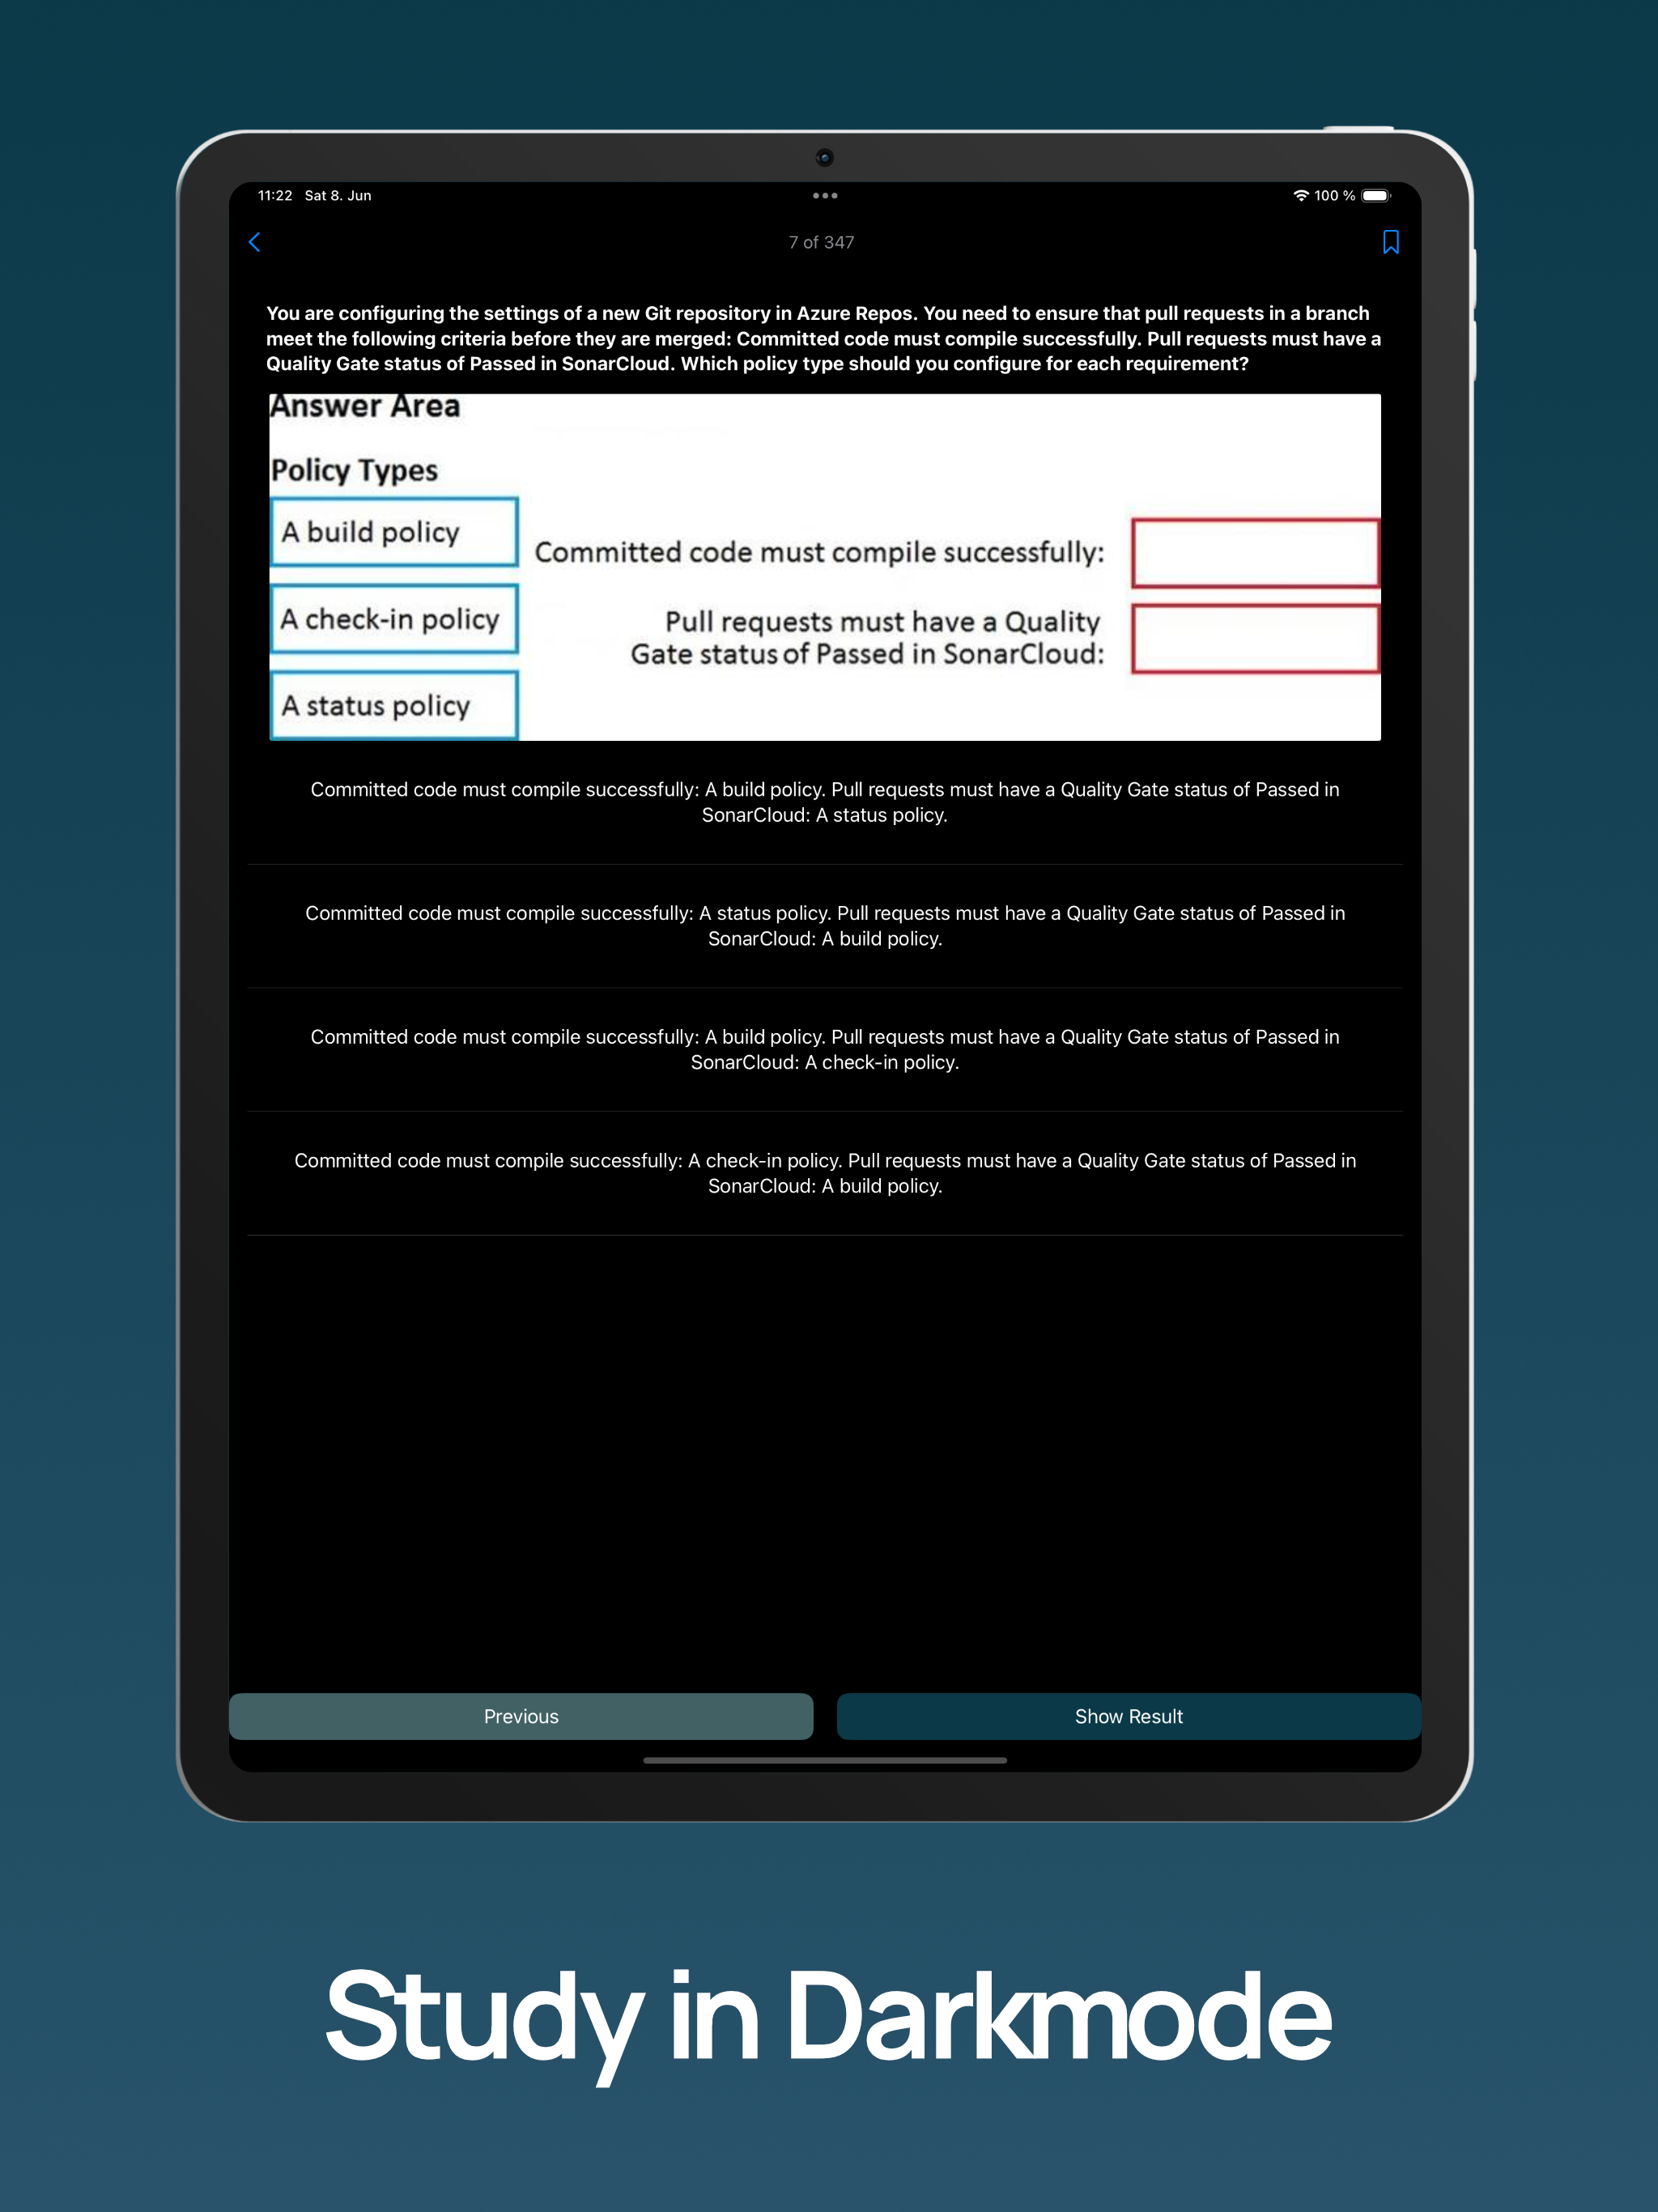 11:22 Sat 8. Jun
100 %
7 of 347
You are configuring the settings of a new Git repository in Azure Repos. You need to ensure that pull requests in a branch
meet the following criteria before they are merged: Committed code must compile successfully. Pull requests must have a
Quality Gate status of Passed in SonarCloud. Which policy type should you configure for each requirement?
Answer Area
Policy Types
A build policy
A check-in policy
A status policy
Committed code must compile successfully:
Pull requests must have a Quality
Gate status of Passed in SonarCloud:
Committed code must compile successfully: A build policy. Pull requests must have a Quality Gate status of Passed in
SonarCloud: A status policy.
Committed code must compile successfully: A status policy. Pull requests must have a Quality Gate status of Passed in
SonarCloud: A build policy.
Committed code must compile successfully: A build policy. Pull requests must have a Quality Gate status of Passed in
SonarCloud: A check-in policy.
Committed code must compile successfully: A check-in policy. Pull requests must have a Quality Gate status of Passed in
SonarCloud: A build policy.
Previous
Show Result
Study in Darkmode